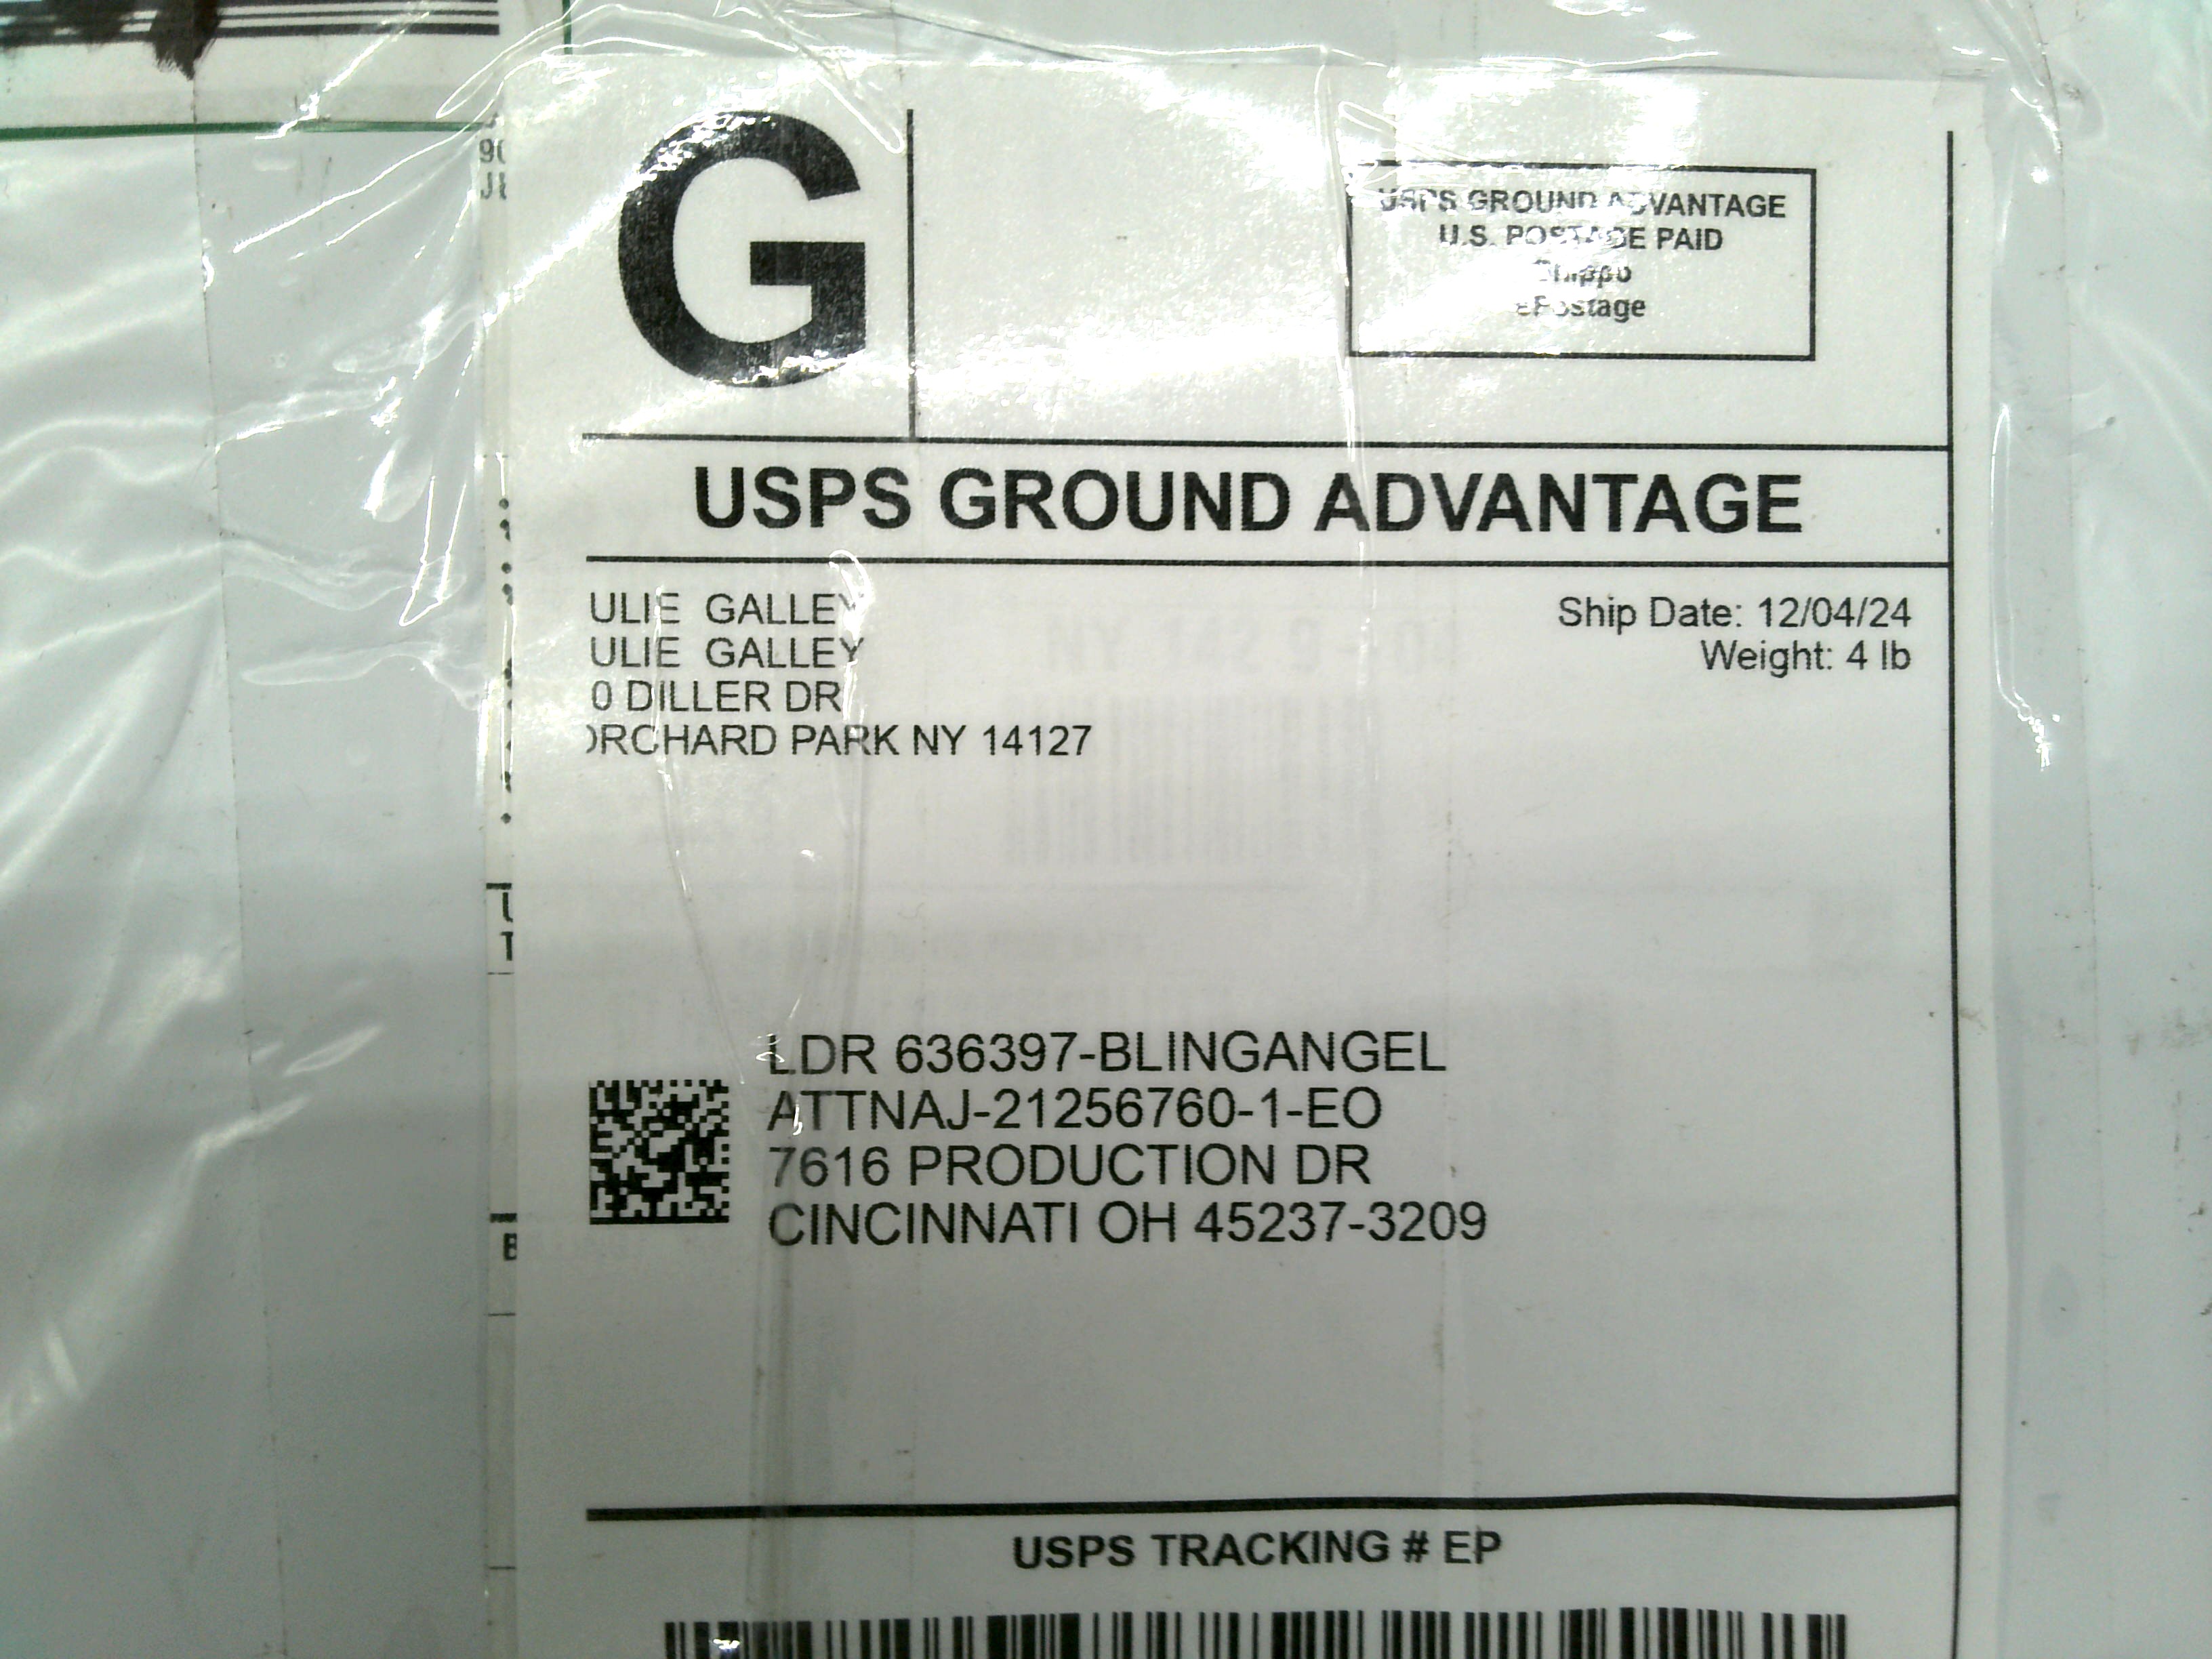 90
G
USPS GROUND ADVANTAGE
U.S. POSTAGE PAID
Shippo
ePostage
USPS GROUND ADVANTAGE
ULIE GALLEY
ULIE GALLEY
0 DILLER DR
ORCHARD PARK NY 14127
Ship Date: 12/04/24
Weight: 4 lb
LDR 636397-BLINGANGEL
ATTNAJ-21256760-1-EO
7616 PRODUCTION DR
CINCINNATI OH 45237-3209
USPS TRACKING # EP